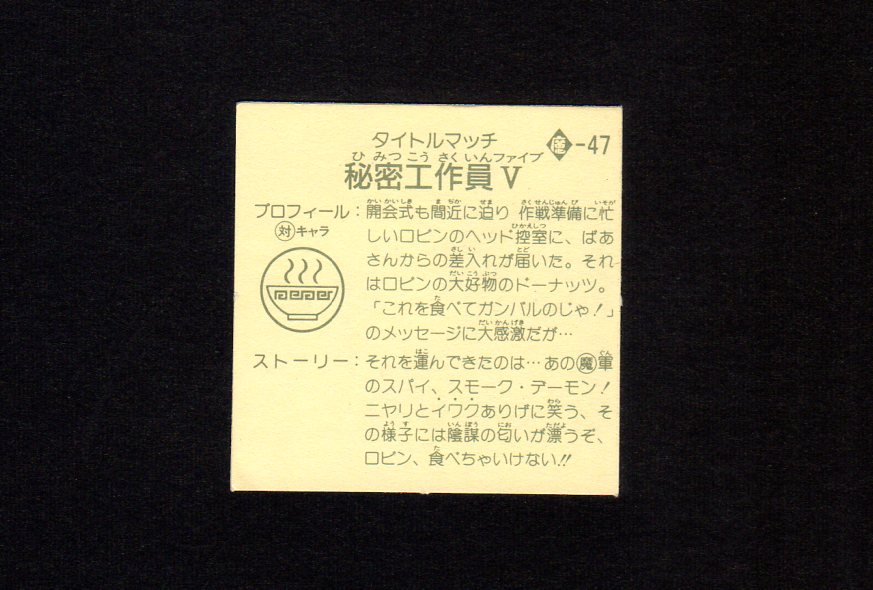 タイトルマッチ
-47
ひみつこうさくいんファイブ
秘密工作員V
プロフィール：開会式も間近に迫り 作戦準備に忙
対キャラ
しいロビンのヘッド控室に、ばあ
さんからの差入れが届いた。それ
はロビンの大好物のドーナッツ。
「これを食べてガンバルのじゃ！」
のメッセージに大感激だが…
ストーリー：それを運んできたのは…あの魔軍
のスパイ、スモーク・デーモン！
ニヤリとイワクありげに笑う、そ
の様子には陰謀の匂いが漂うぞ、
ロビン、食べちゃいけない!!